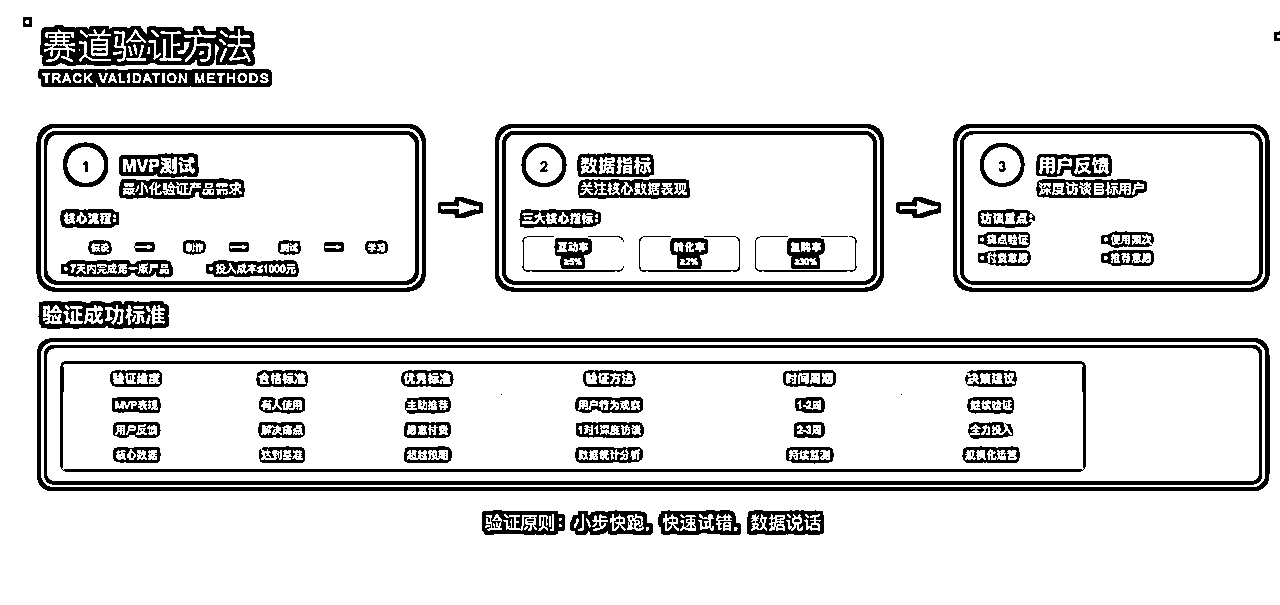 赛道验证方法
TRACK VALIDATION METHODS
1
MVP测试
最小化验证产品需求
核心流程:
假设 → 制作 → 测试 → 学习
• 7天内完成第一版产品 • 投入成本≤1000元
2
数据指标
关注核心数据表现
三大核心指标:
互动率 转化率 复购率
≥5% ≥2% ≥30%
3
用户反馈
深度访谈目标用户
访谈重点:
• 痛点验证 • 使用频次
• 付费意愿 • 推荐意愿
验证成功标准
验证维度 合格标准 优秀标准 验证方法 时间周期 决策建议
MVP表现 有人使用 主动推荐 用户行为观察 1-2周 继续验证
用户反馈 解决痛点 愿意付费 1对1深度访谈 2-3周 全力投入
核心数据 达到基准 超越预期 数据统计分析 持续监测 规模化运营
验证原则：小步快跑，快速试错，数据说话